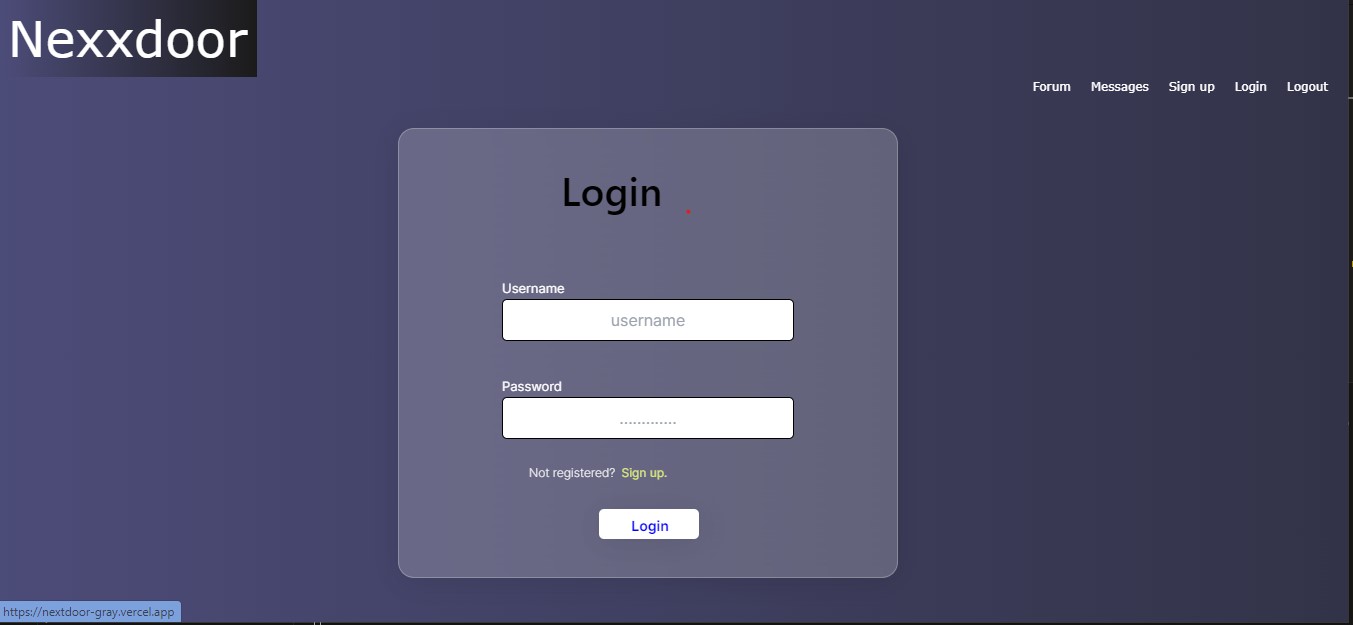 Nexxdoor
Forum Messages Sign up Login Logout
Login
Username
username
Password
.............
Not registered? Sign up.
Login
https://nextdoor-gray.vercel.app